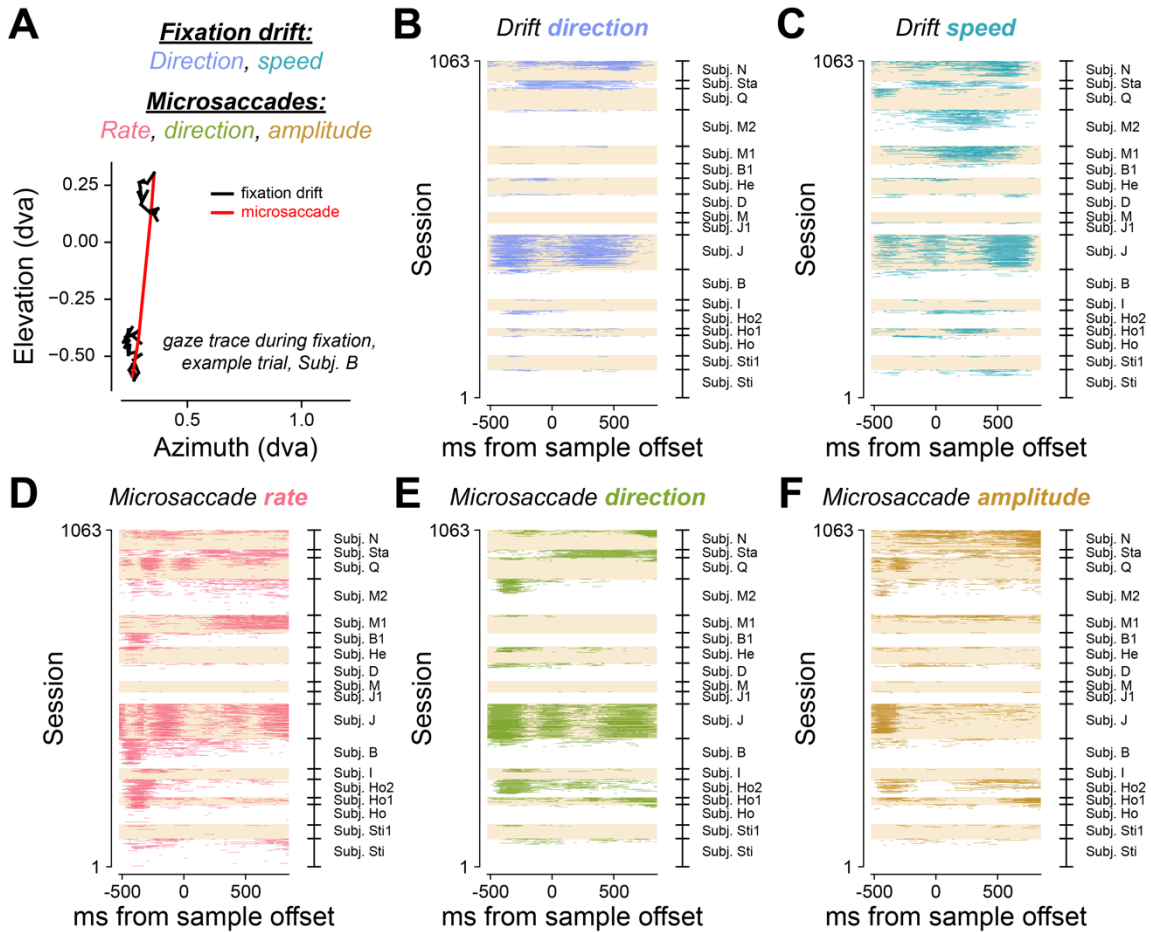 A
Fixation drift:
Direction, speed
Microsaccades:
Rate, direction, amplitude
Elevation (dva)
0.25
0.00
−0.25
−0.50
fixation drift
microsaccade
gaze trace during fixation,
example trial, Subj. B
0.5
1.0
Azimuth (dva)
B
Drift direction
Session
1063
1
Subj. N
Subj. Sta
Subj. Q
Subj. M2
Subj. M1
Subj. B1
Subj. He
Subj. D
Subj. M
Subj. J1
Subj. J
Subj. B
Subj. I
Subj. Ho2
Subj. Ho1
Subj. Ho
Subj. Sti1
Subj. Sti
-500
0
500
ms from sample offset
C
Drift speed
Session
1063
1
Subj. N
Subj. Sta
Subj. Q
Subj. M2
Subj. M1
Subj. B1
Subj. He
Subj. D
Subj. M
Subj. J1
Subj. J
Subj. B
Subj. I
Subj. Ho2
Subj. Ho1
Subj. Ho
Subj. Sti1
Subj. Sti
-500
0
500
ms from sample offset
D
Microsaccade rate
Session
1063
1
Subj. N
Subj. Sta
Subj. Q
Subj. M2
Subj. M1
Subj. B1
Subj. He
Subj. D
Subj. M
Subj. J1
Subj. J
Subj. B
Subj. I
Subj. Ho2
Subj. Ho1
Subj. Ho
Subj. Sti1
Subj. Sti
-500
0
500
ms from sample offset
E
Microsaccade direction
Session
1063
1
Subj. N
Subj. Sta
Subj. Q
Subj. M2
Subj. M1
Subj. B1
Subj. He
Subj. D
Subj. M
Subj. J1
Subj. J
Subj. B
Subj. I
Subj. Ho2
Subj. Ho1
Subj. Ho
Subj. Sti1
Subj. Sti
-500
0
500
ms from sample offset
F
Microsaccade amplitude
Session
1063
1
Subj. N
Subj. Sta
Subj. Q
Subj. M2
Subj. M1
Subj. B1
Subj. He
Subj. D
Subj. M
Subj. J1
Subj. J
Subj. B
Subj. I
Subj. Ho2
Subj. Ho1
Subj. Ho
Subj. Sti1
Subj. Sti
-500
0
500
ms from sample offset